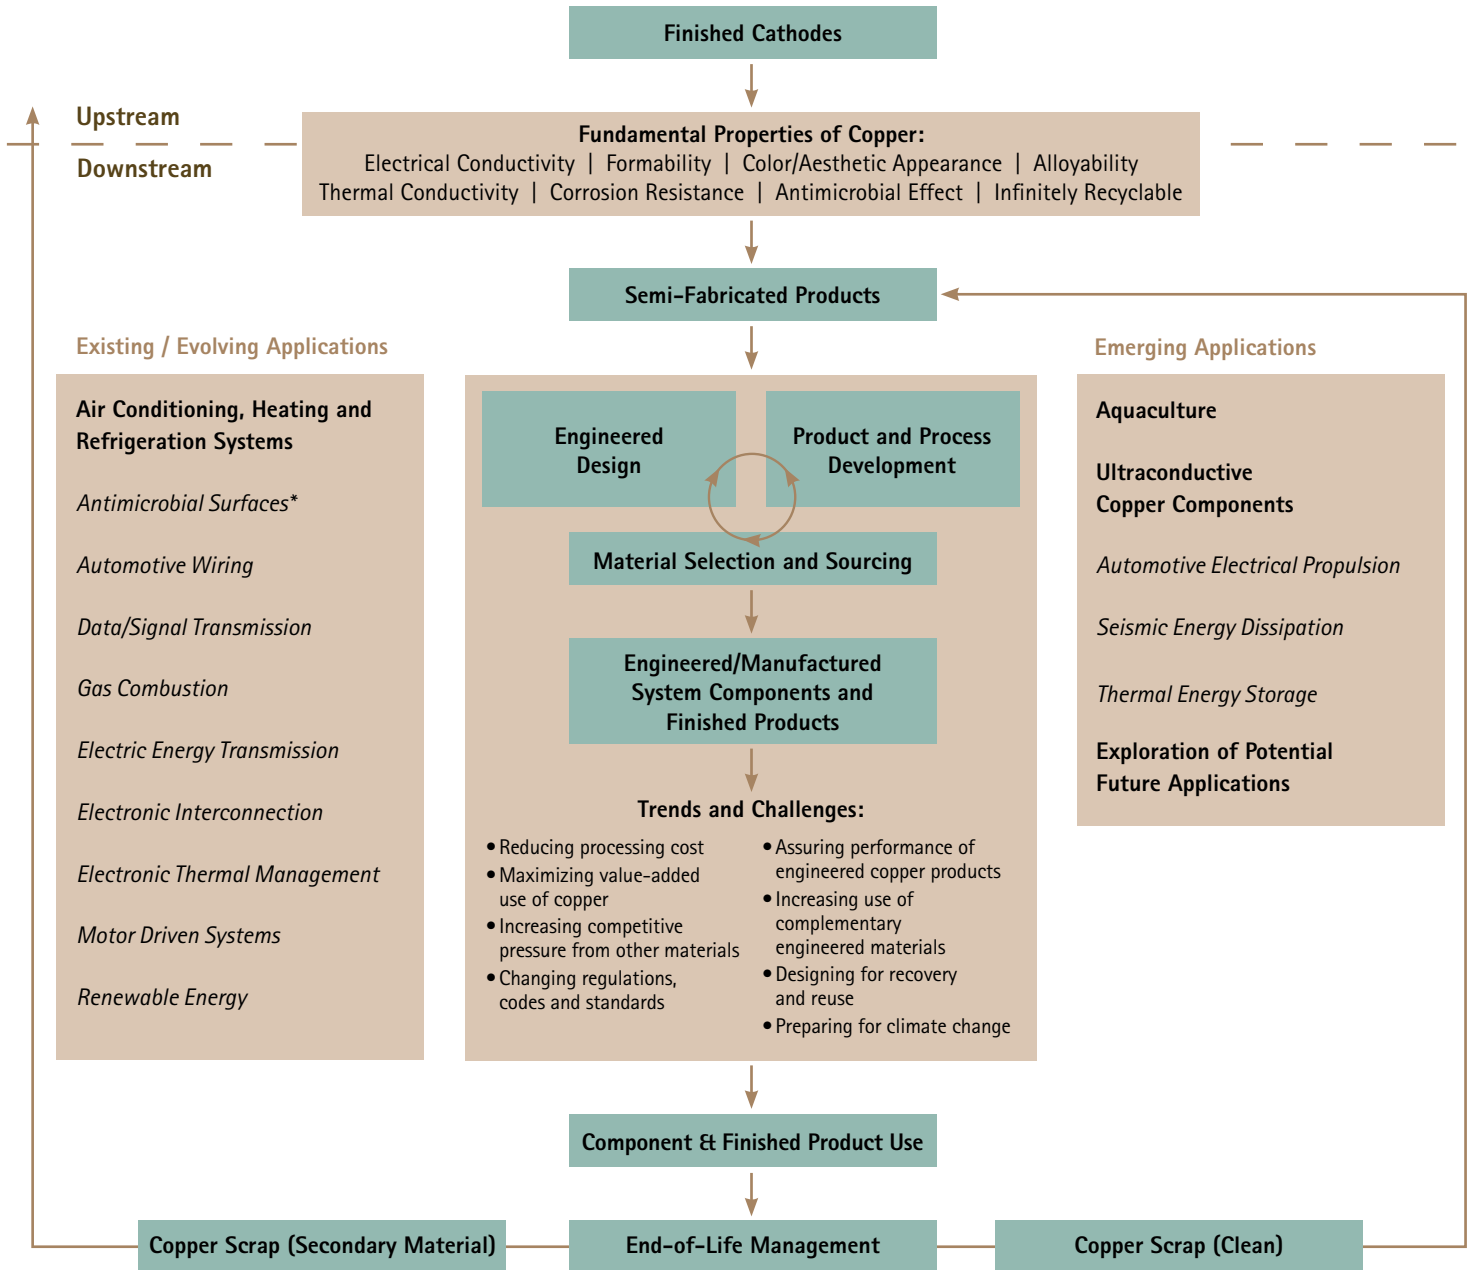 Finished Cathodes
Upstream
Downstream
Fundamental Properties of Copper:
Electrical Conductivity | Formability | Color/Aesthetic Appearance | Alloyability
Thermal Conductivity | Corrosion Resistance | Antimicrobial Effect | Infinitely Recyclable
Semi-Fabricated Products
Existing / Evolving Applications
Air Conditioning, Heating and
Refrigeration Systems
Antimicrobial Surfaces*
Automotive Wiring
Data/Signal Transmission
Gas Combustion
Electric Energy Transmission
Electronic Interconnection
Electronic Thermal Management
Motor Driven Systems
Renewable Energy
Engineered
Design
Product and Process
Development
Material Selection and Sourcing
Engineered/Manufactured
System Components and
Finished Products
Trends and Challenges:
• Reducing processing cost
• Maximizing value-added
use of copper
• Increasing competitive
pressure from other materials
• Changing regulations,
codes and standards
• Assuring performance of
engineered copper products
• Increasing use of
complementary
engineered materials
• Designing for recovery
and reuse
• Preparing for climate change
Emerging Applications
Aquaculture
Ultraconductive
Copper Components
Automotive Electrical Propulsion
Seismic Energy Dissipation
Thermal Energy Storage
Exploration of Potential
Future Applications
Component & Finished Product Use
Copper Scrap (Secondary Material)
End-of-Life Management
Copper Scrap (Clean)